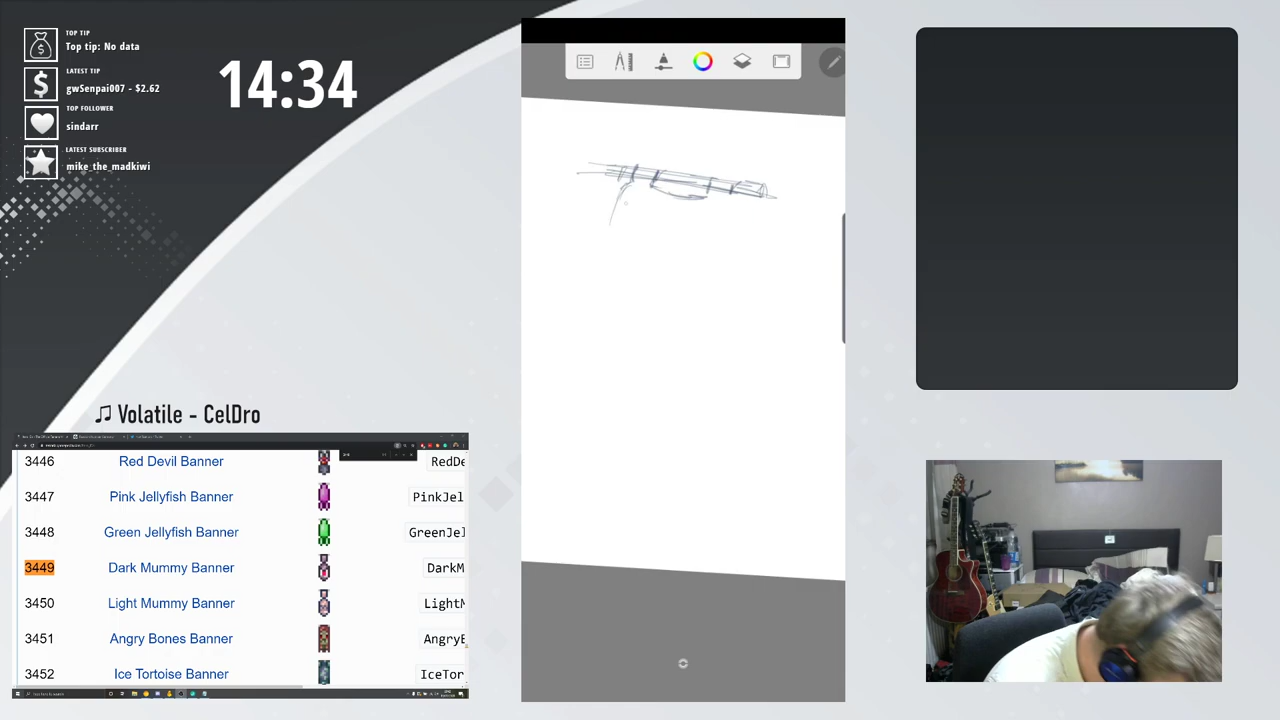 TOP TIP
Top tip: No data
LATEST TIP
gwSenpai007 - $2.62
TOP FOLLOWER
sindarr
LATEST SUBSCRIBER
mike_the_madkiwi
14:34
Volatile - CelDro
3446 Red Devil Banner RedDe
3447 Pink Jellyfish Banner PinkJel
3448 Green Jellyfish Banner GreenJel
3449 Dark Mummy Banner DarkM
3450 Light Mummy Banner LightM
3451 Angry Bones Banner AngryB
3452 Ice Tortoise Banner IceTor